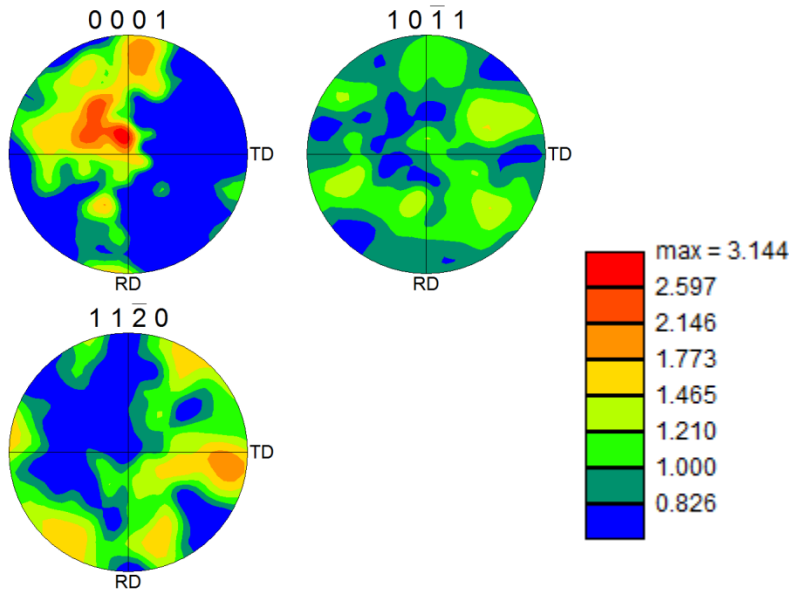 0 0 0 1
1 0 1̅ 1
TD
TD
RD
RD
1 1 2̅ 0
TD
RD
max = 3.144
2.597
2.146
1.773
1.465
1.210
1.000
0.826